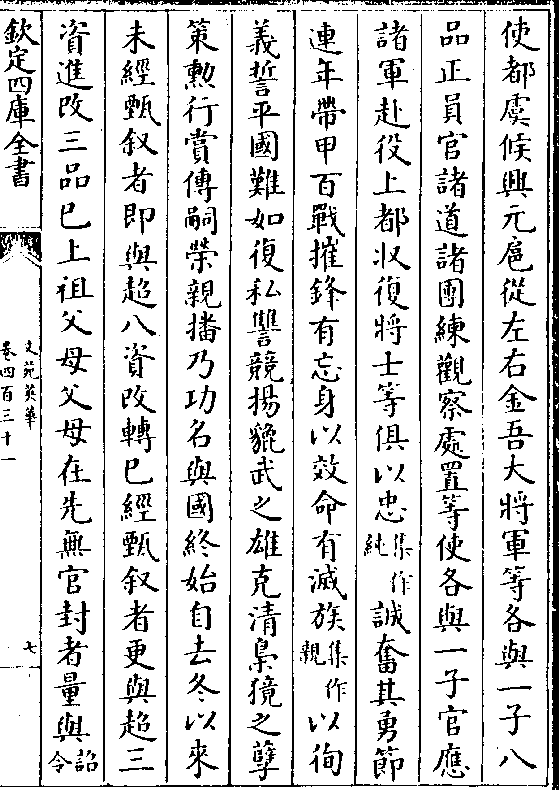 使都虞候興元扈從左右金吾大將軍等各與一子八
品正員官諸道諸團練觀察處置等使各與一子官應
諸軍赴役上都収復將士等俱以忠集作純誠奮其勇節
連年帶甲百戰摧鋒有忘身以效命有滅族集作親以徇
義誓平國難如復私讐競揚貔武之雄克清梟獍之孽
策勲行賞傳嗣榮親播乃功名與國終始自去冬以來
未經甄叙者即與超八資改轉已經甄叙者更與超三
資進改三品已上祖父母父母在先無官封者量與詔令
欽定四庫全書
文苑英華
卷四百三十一
七